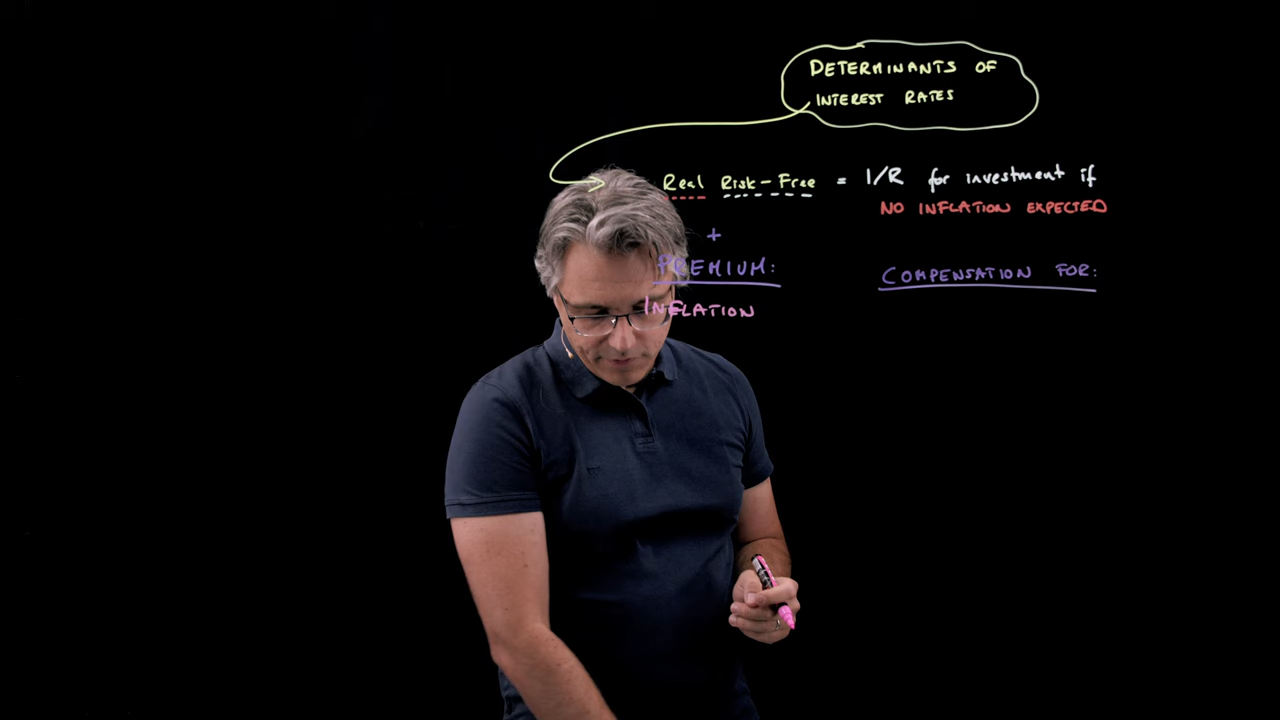 DETERMINANTS OF
INTEREST RATES
Real Risk-Free = I/R for investment if
NO INFLATION EXPECTED
+
PREMIUM:
COMPENSATION FOR:
INFLATION